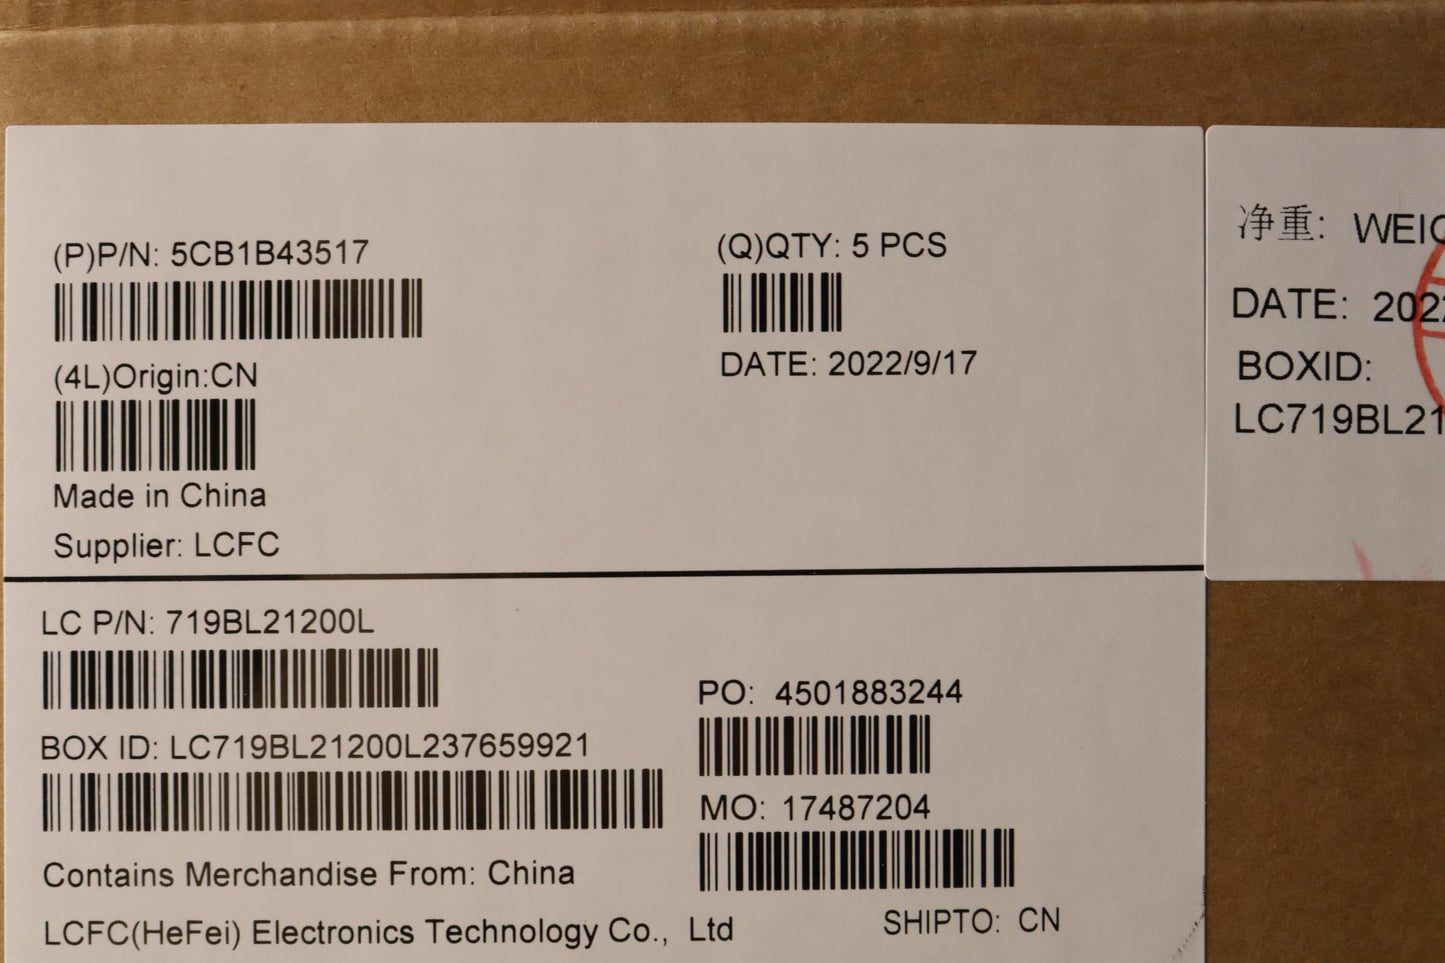 (P)P/N: 5CB1B43517
(Q)QTY: 5 PCS
(4L)Origin:CN
DATE: 2022/9/17
Made in China
Supplier: LCFC
LC P/N: 719BL21200L
PO: 4501883244
BOX ID: LC719BL21200L237659921
MO: 17487204
Contains Merchandise From: China
LCFC(HeFei) Electronics Technology Co., Ltd
SHIPTO: CN
净重:
DATE:
BOXID:
LC719BL21